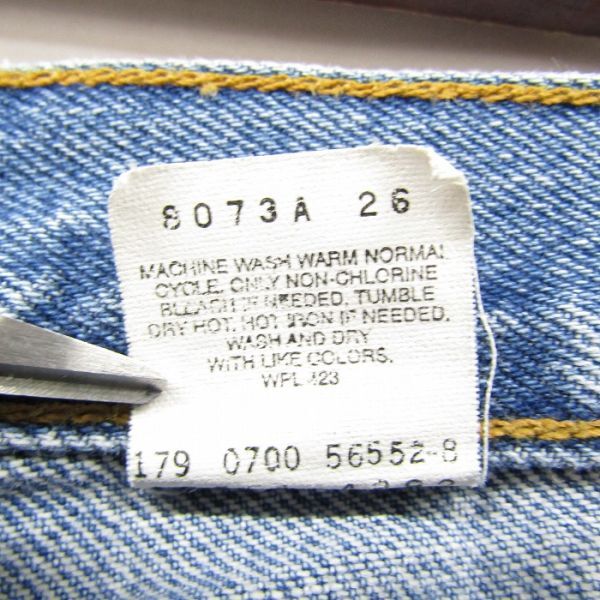 8073A 26
MACHINE WASH WARM NORMAL
CYCLE. ONLY NON-CHLORINE
BLEACH IF NEEDED. TUMBLE
DRY HOT. HOT IRON IF NEEDED.
WASH AND DRY
WITH LIKE COLORS.
WPL 423
179 0700 56552-8